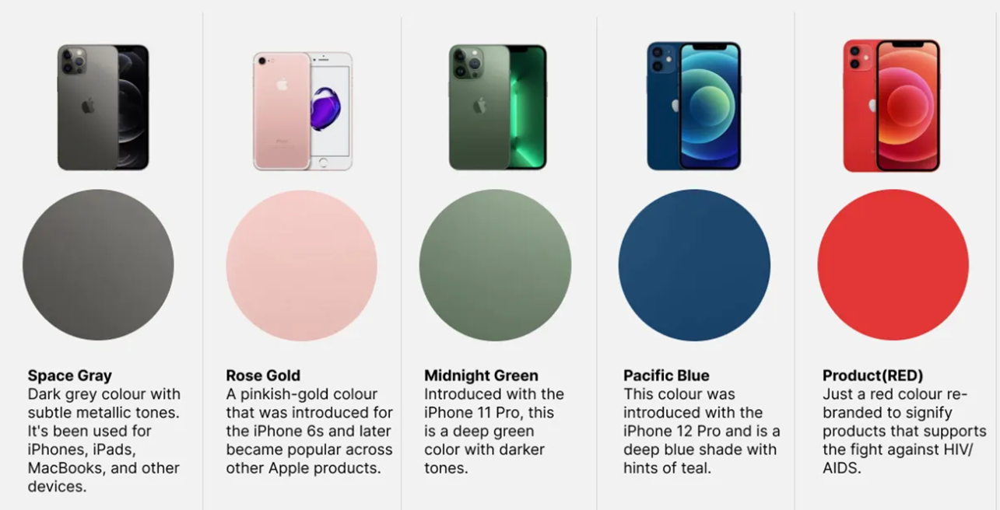 Space Gray
Dark grey colour with
subtle metallic tones.
It's been used for
iPhones, iPads,
MacBooks, and other
devices.
Rose Gold
A pinkish-gold colour
that was introduced for
the iPhone 6s and later
became popular across
other Apple products.
Midnight Green
Introduced with the
iPhone 11 Pro, this
is a deep green
color with darker
tones.
Pacific Blue
This colour was
introduced with the
iPhone 12 Pro and is a
deep blue shade with
hints of teal.
Product(RED)
Just a red colour re-
branded to signify
products that supports
the fight against HIV/
AIDS.